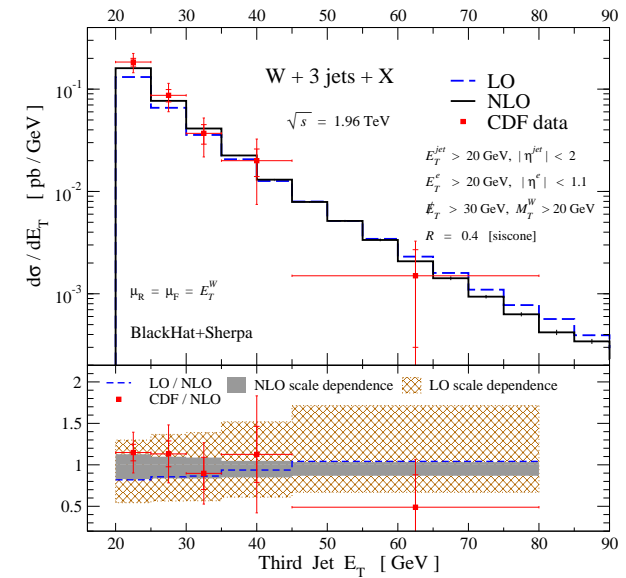 20 30 40 50 60 70 80 90
10^-1
10^-2
10^-3
dσ / dE_T [ pb / GeV ]
W + 3 jets + X
√s = 1.96 TeV
LO
NLO
CDF data
E_T^jet > 20 GeV, | η^jet | < 2
E_T^e > 20 GeV, | η^e | < 1.1
E̸_T > 30 GeV, M_T^W > 20 GeV
R = 0.4 [siscone]
μ_R = μ_F = E_T^W
BlackHat+Sherpa
LO / NLO
CDF / NLO
NLO scale dependence
LO scale dependence
2
1.5
1
0.5
20 30 40 50 60 70 80 90
Third Jet E_T [ GeV ]